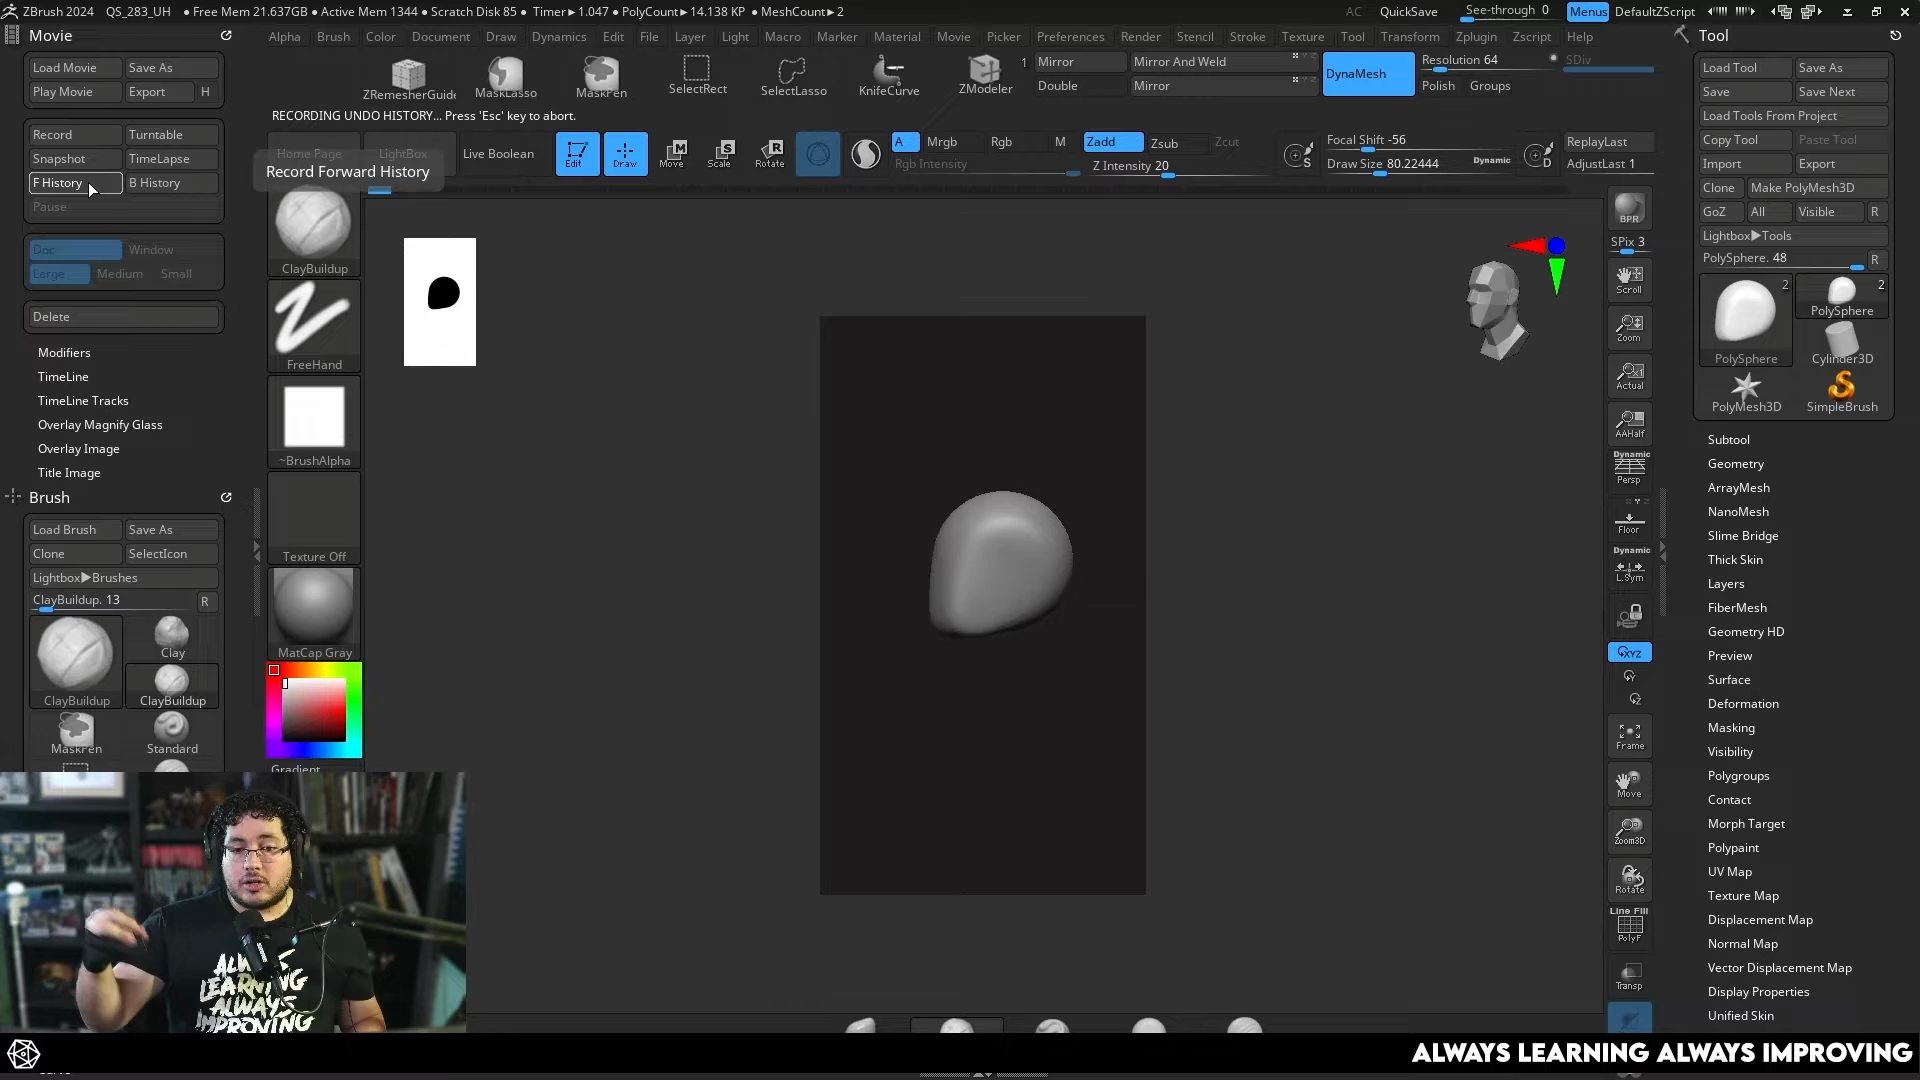 ZBrush 2024 QS_283_UH ● Free Mem 21.637GB ● Active Mem 1344 ● Scratch Disk 85 ● Timer►1.047 ● PolyCount►14.138 KP ● MeshCount►2 AC QuickSave See-through 0 Menus DefaultZScript
Movie
Load Movie Save As
Play Movie Export H
Record Turntable
Snapshot TimeLapse
F History B History
Pause
Doc Window
Large Medium Small
Delete
Modifiers
TimeLine
TimeLine Tracks
Overlay Magnify Glass
Overlay Image
Title Image
Brush
Load Brush Save As
Clone SelectIcon
Lightbox►Brushes
ClayBuildup. 13 R
Clay
ClayBuildup ClayBuildup
MaskPen Standard
Alpha Brush Color Document Draw Dynamics Edit File Layer Light Macro Marker Material Movie Picker Preferences Render Stencil Stroke Texture Tool Transform Zplugin Zscript Help
ZRemesherGuide MaskLasso MaskPen SelectRect SelectLasso KnifeCurve ZModeler
1 Mirror Mirror And Weld
Double Mirror
DynaMesh
Resolution 64
Polish Groups
SDiv
RECORDING UNDO HISTORY... Press 'Esc' key to abort.
Home Page LightBox Live Boolean
Record Forward History
Edit Draw Move Scale Rotate
A Mrgb Rgb M Zadd Zsub Zcut
Rgb Intensity Z Intensity 20
S
Focal Shift -56
Draw Size 80.22444 Dynamic
D
ReplayLast
AdjustLast 1
ClayBuildup
FreeHand
~BrushAlpha
Texture Off
MatCap Gray
Gradient
BPR
SPix 3
Scroll
Zoom
Actual
AAHalf
Dynamic
Persp
Floor
Dynamic
L.Sym
XYZ
Frame
Move
Zoom3D
Rotate
Line Fill
PolyF
Transp
Tool
Load Tool Save As
Save Save Next
Load Tools From Project
Copy Tool Paste Tool
Import Export
Clone Make PolyMesh3D
GoZ All Visible R
Lightbox►Tools
PolySphere. 48 R
2 2
PolySphere
PolySphere Cylinder3D
PolyMesh3D SimpleBrush
Subtool
Geometry
ArrayMesh
NanoMesh
Slime Bridge
Thick Skin
Layers
FiberMesh
Geometry HD
Preview
Surface
Deformation
Masking
Visibility
Polygroups
Contact
Morph Target
Polypaint
UV Map
Texture Map
Displacement Map
Normal Map
Vector Displacement Map
Display Properties
Unified Skin
ALWAYS
LEARNING
ALWAYS
IMPROVING
ALWAYS LEARNING ALWAYS IMPROVING